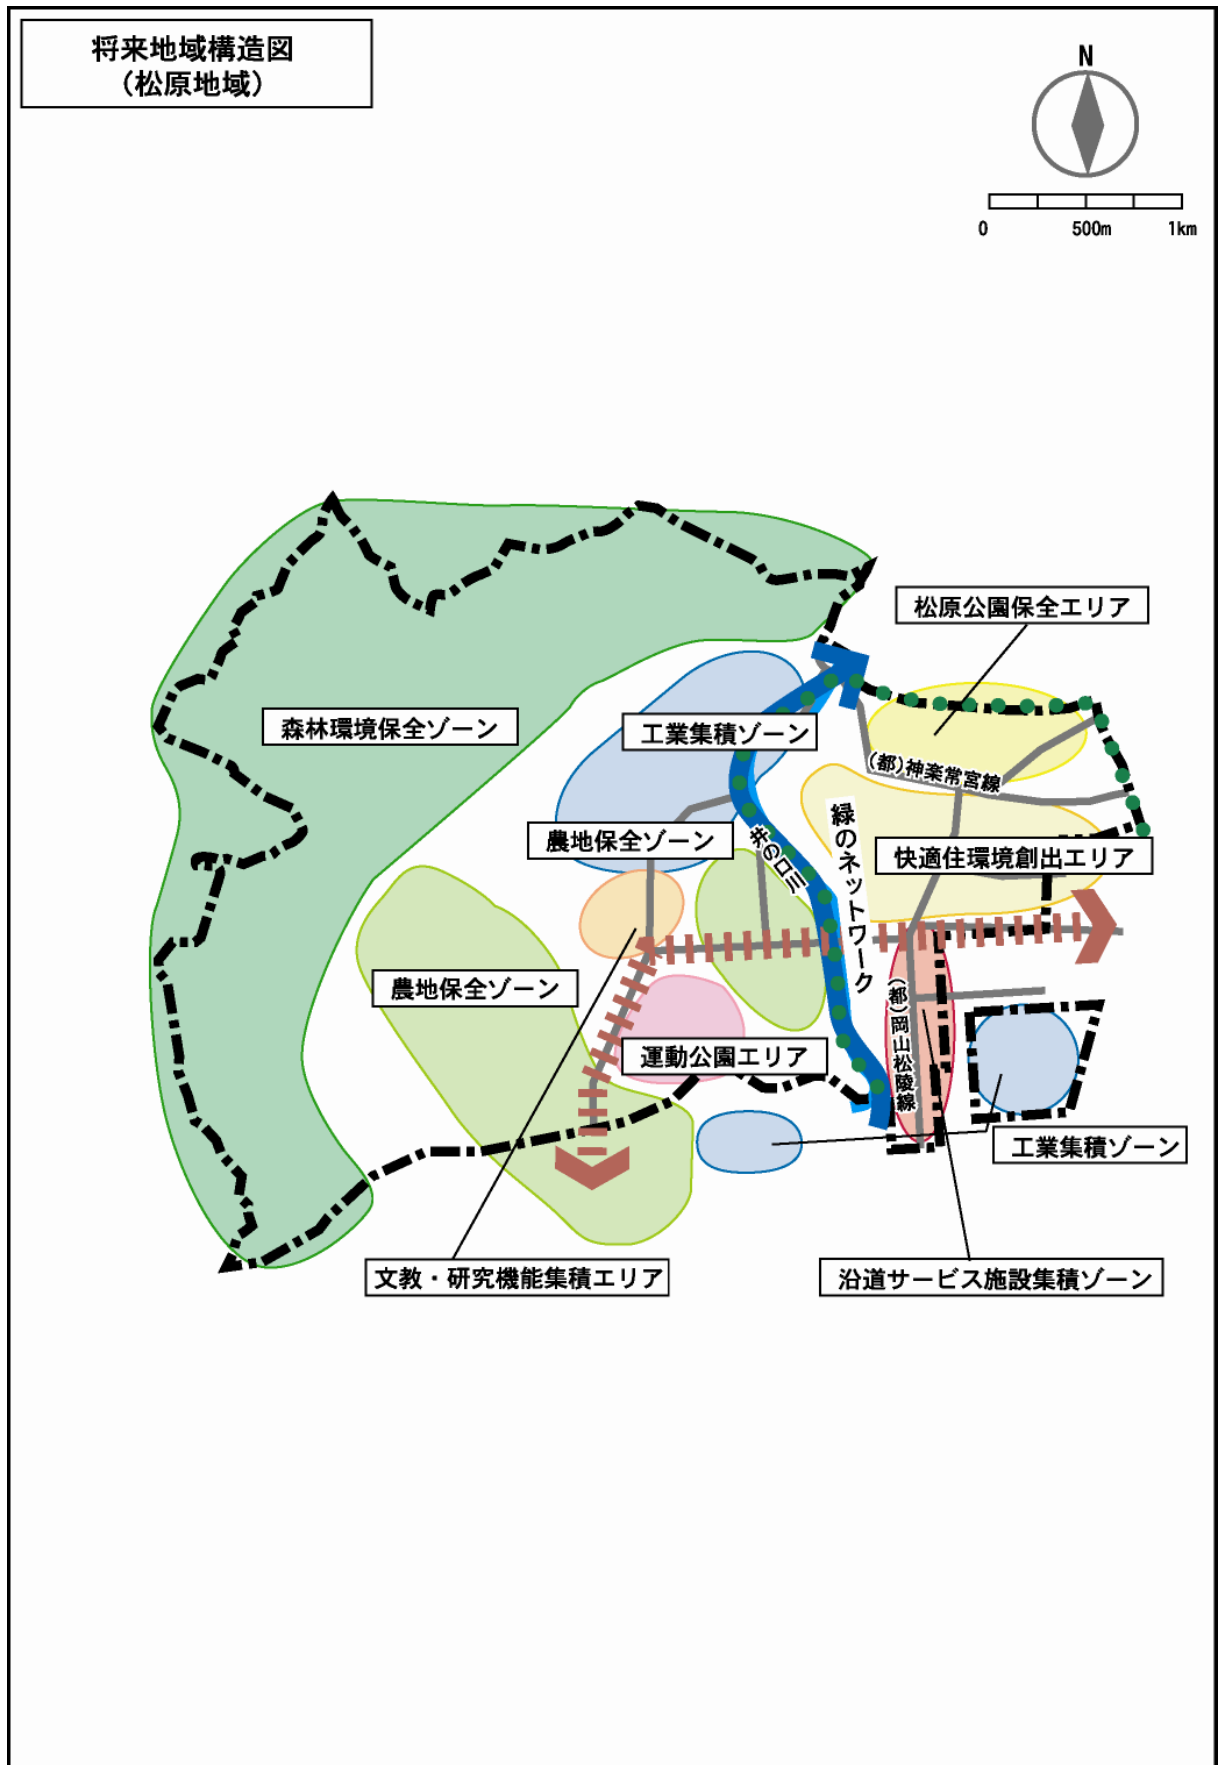 将来地域構造図
（松原地域）
N
0 500m 1km
松原公園保全エリア
森林環境保全ゾーン
工業集積ゾーン
（都）神楽常宮線
農地保全ゾーン
井の口川
緑のネットワーク
快適住環境創出エリア
農地保全ゾーン
（都）岡山松陵線
運動公園エリア
工業集積ゾーン
文教・研究機能集積エリア
沿道サービス施設集積ゾーン